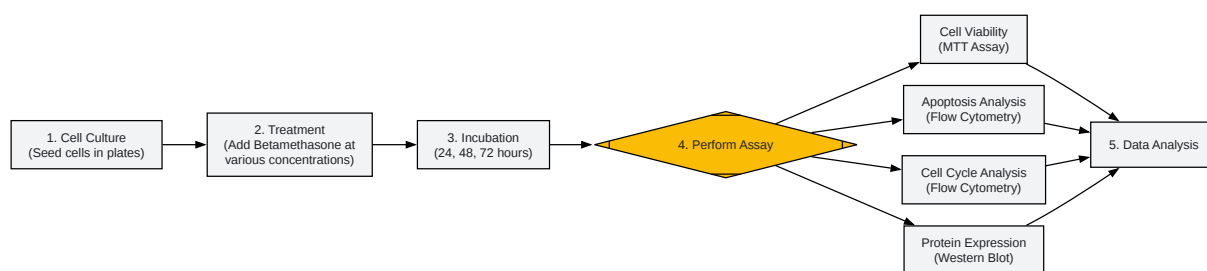 1. Cell Culture
(Seed cells in plates)
2. Treatment
(Add Betamethasone at
various concentrations)
3. Incubation
(24, 48, 72 hours)
4. Perform Assay
Cell Viability
(MTT Assay)
Apoptosis Analysis
(Flow Cytometry)
Cell Cycle Analysis
(Flow Cytometry)
Protein Expression
(Western Blot)
5. Data Analysis